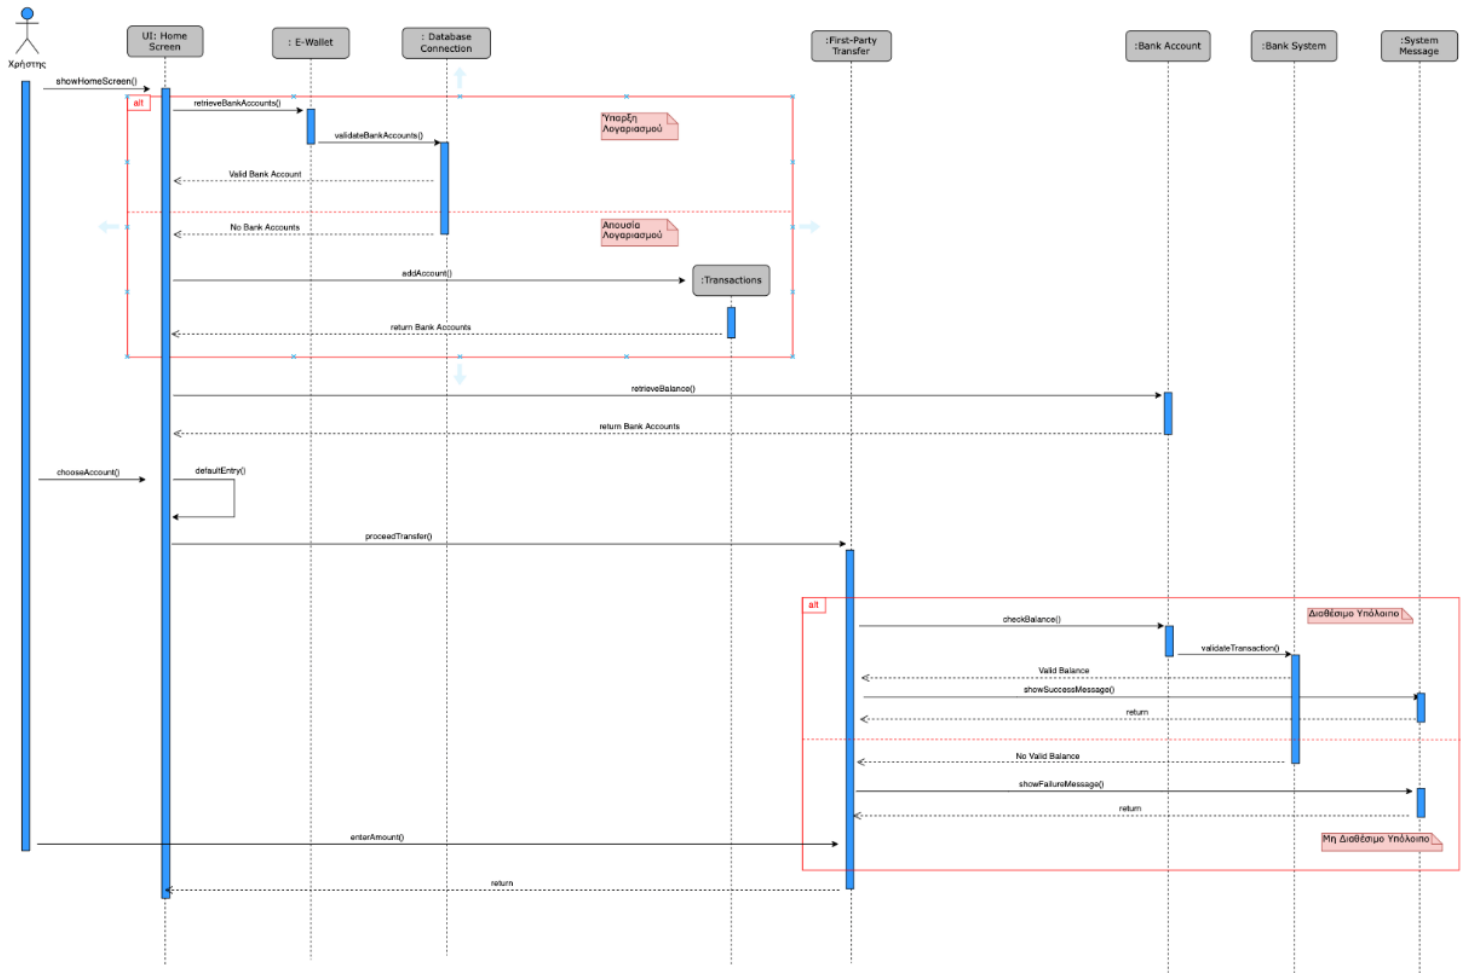 Χρήστης
UI: Home
Screen
: E-Wallet
: Database
Connection
:First-Party
Transfer
:Bank Account
:Bank System
:System
Message
showHomeScreen()
alt
retrieveBankAccounts()
Ύπαρξη
Λογαριασμού
validateBankAccounts()
Valid Bank Account
Απουσία
Λογαριασμού
No Bank Accounts
addAccount()
:Transactions
return Bank Accounts
retrieveBalance()
return Bank Accounts
chooseAccount()
defaultEntry()
proceedTransfer()
alt
Διαθέσιμο Υπόλοιπο
checkBalance()
validateTransaction()
Valid Balance
showSuccessMessage()
return
No Valid Balance
showFailureMessage()
return
enterAmount()
Μη Διαθέσιμο Υπόλοιπο
return